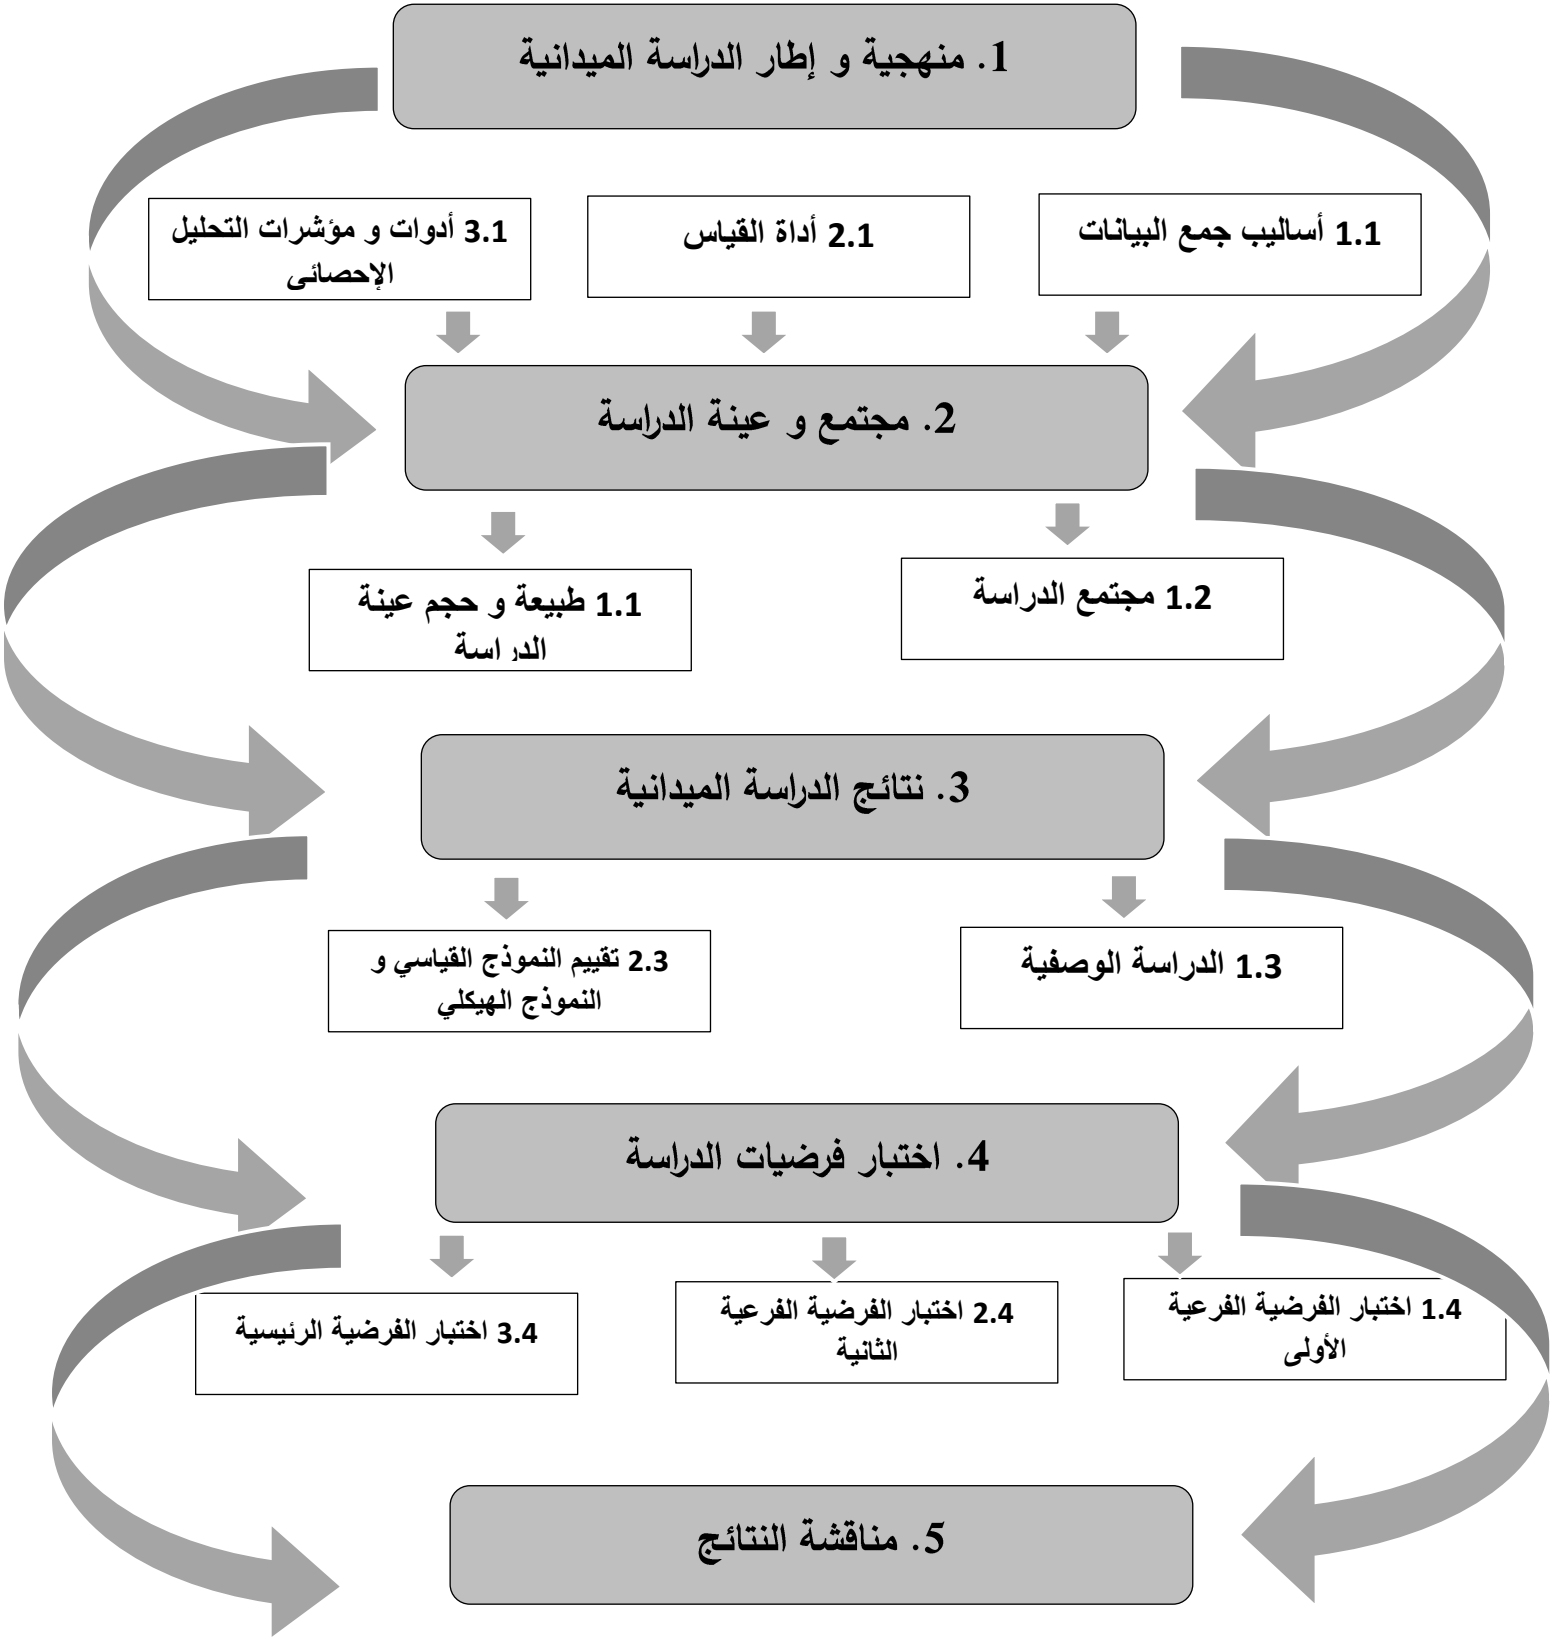 1. منهجية و إطار الدراسة الميدانية
1.1 أساليب جمع البيانات
2.1 أداة القياس
3.1 أدوات و مؤشرات التحليل
الإحصائى
2. مجتمع و عينة الدراسة
1.2 مجتمع الدراسة
1.1 طبيعة و حجم عينة
الدراسة
3. نتائج الدراسة الميدانية
1.3 الدراسة الوصفية
2.3 تقييم النموذج القياسي و
النموذج الهيكلي
4. اختبار فرضيات الدراسة
1.4 اختبار الفرضية الفرعية
الأولى
2.4 اختبار الفرضية الفرعية
الثانية
3.4 اختبار الفرضية الرئيسية
5. مناقشة النتائج